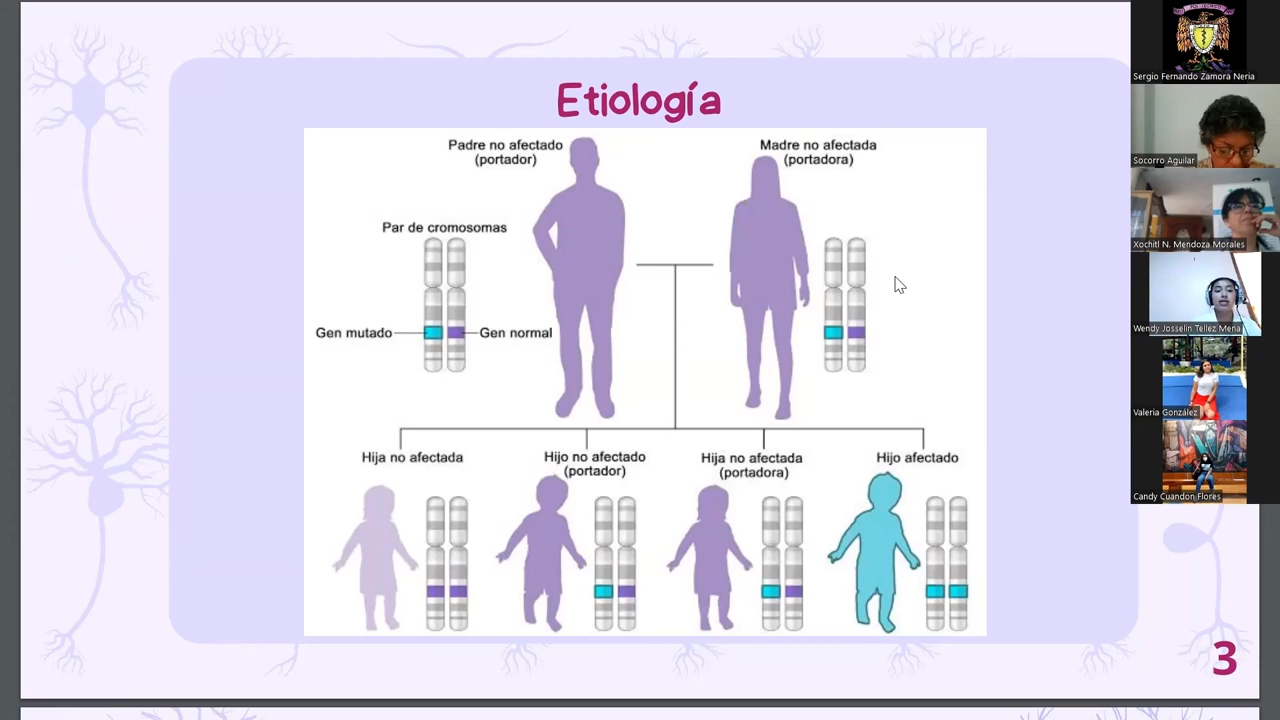 Etiología
Padre no afectado
(portador)
Madre no afectada
(portadora)
Par de cromosomas
Gen mutado
Gen normal
Hija no afectada
Hijo no afectado
(portador)
Hija no afectada
(portadora)
Hijo afectado
3
Sergio Fernando Zamora Neria
Socorro Aguilar
Xochitl N. Mendoza Morales
Wendy Josselin Tellez Mena
Valeria González
Candy Cuandon Flores